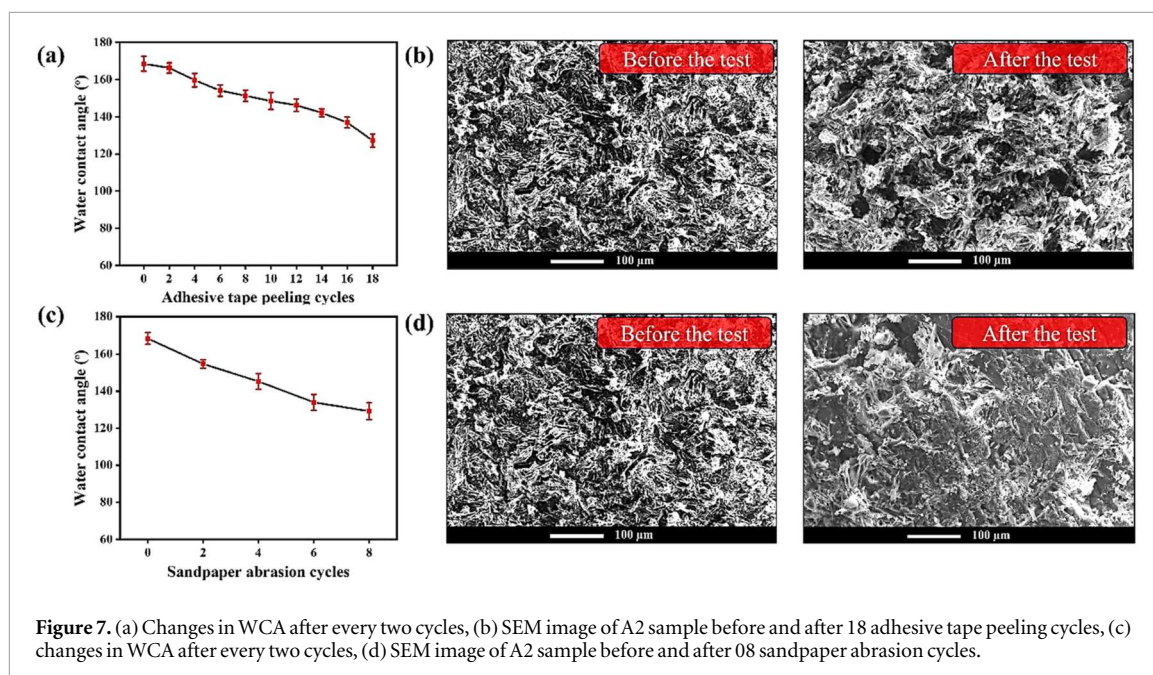 (a)
180
160
140
120
100
80
60
Water contact angle (°)
0 2 4 6 8 10 12 14 16 18
Adhesive tape peeling cycles
(b)
Before the test
100 µm
After the test
100 µm
(c)
180
160
140
120
100
80
60
Water contact angle (°)
0 2 4 6 8
Sandpaper abrasion cycles
(d)
Before the test
100 µm
After the test
100 µm
Figure 7. (a) Changes in WCA after every two cycles, (b) SEM image of A2 sample before and after 18 adhesive tape peeling cycles, (c)
changes in WCA after every two cycles, (d) SEM image of A2 sample before and after 08 sandpaper abrasion cycles.